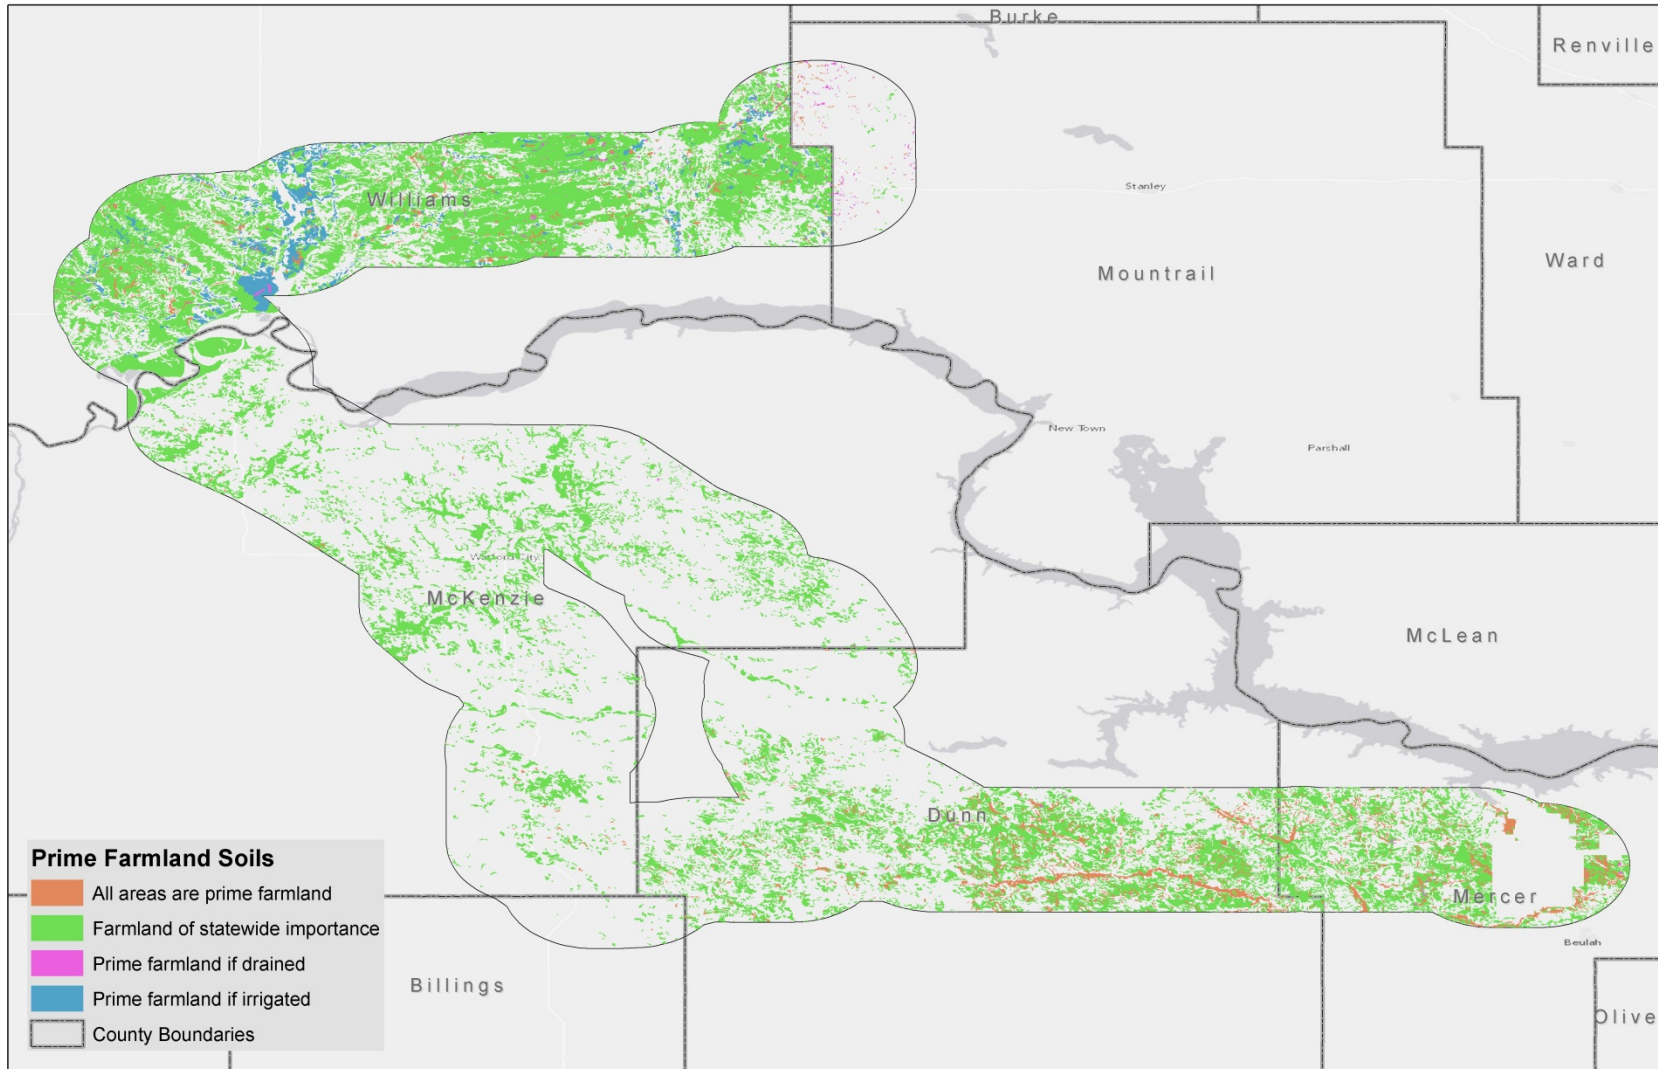 Burke
Renville
Stanley
Williams
Ward
Mountrail
New Town
Parshall
Watford City
McKenzie
McLean
Dunn
Prime Farmland Soils
All areas are prime farmland
Mercer
Farmland of statewide importance
Beulah
Prime farmland if drained
Billings
Prime farmland if irrigated
Olive
County Boundaries